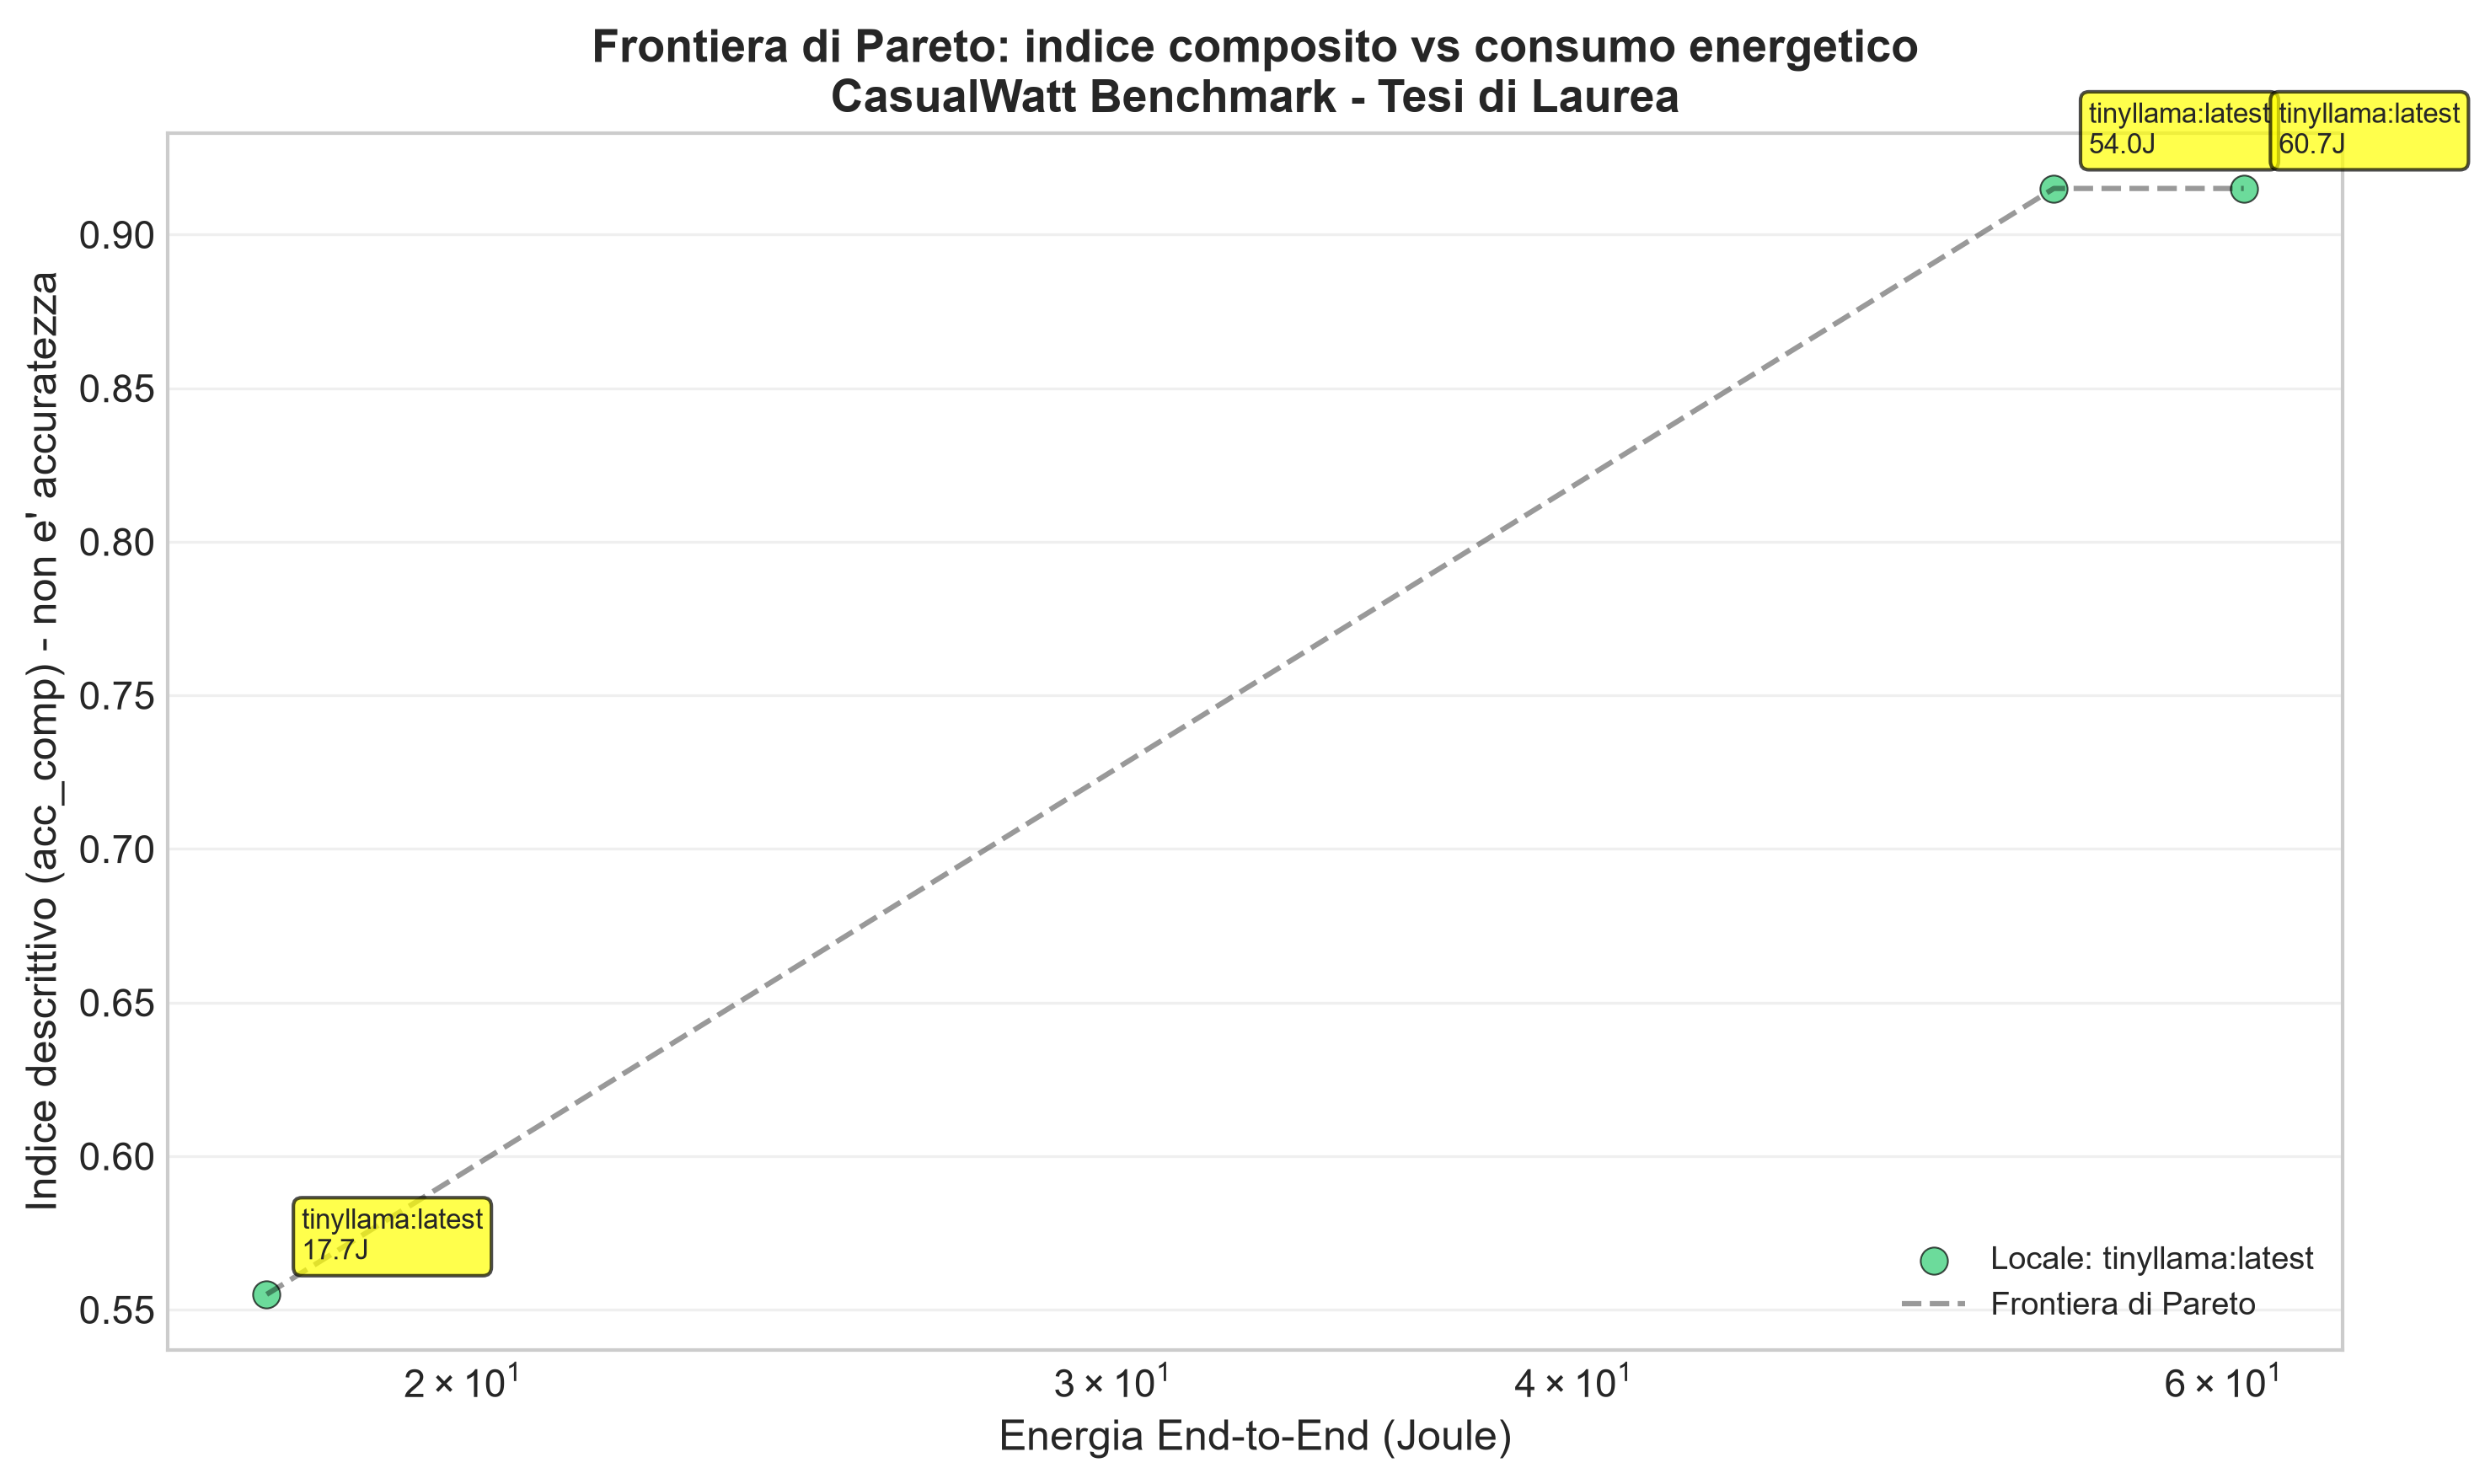 Frontiera di Pareto: indice composito vs consumo energetico
CasualWatt Benchmark - Tesi di Laurea
tinyllama:latest
54.0J
tinyllama:latest
60.7J
Indice descrittivo (acc_comp) - non e' accuratezza
0.90
0.85
0.80
0.75
0.70
0.65
0.60
0.55
tinyllama:latest
17.7J
Locale: tinyllama:latest
Frontiera di Pareto
2 × 10¹
3 × 10¹
4 × 10¹
6 × 10¹
Energia End-to-End (Joule)